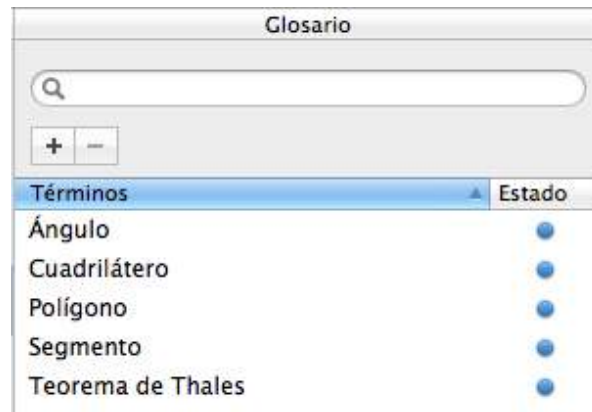 Glosario
+ −
Términos Estado
Ángulo
Cuadrilátero
Polígono
Segmento
Teorema de Thales